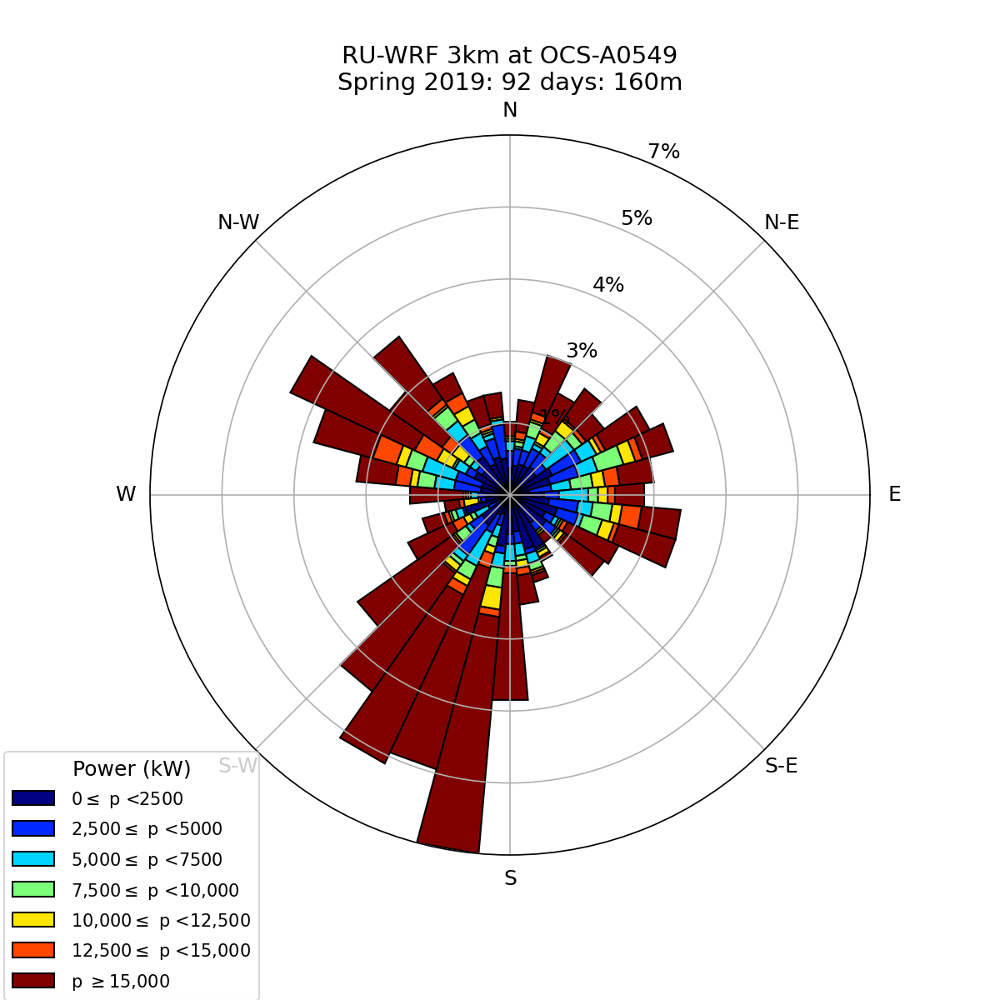 RU-WRF 3km at OCS-A0549
Spring 2019: 92 days: 160m
N
7%
N-W
N-E
5%
4%
3%
1%
W
E
S-W
S-E
S
Power (kW)
0≤ p <2500
2,500≤ p <5000
5,000≤ p <7500
7,500≤ p <10,000
10,000≤ p <12,500
12,500≤ p <15,000
p ≥15,000